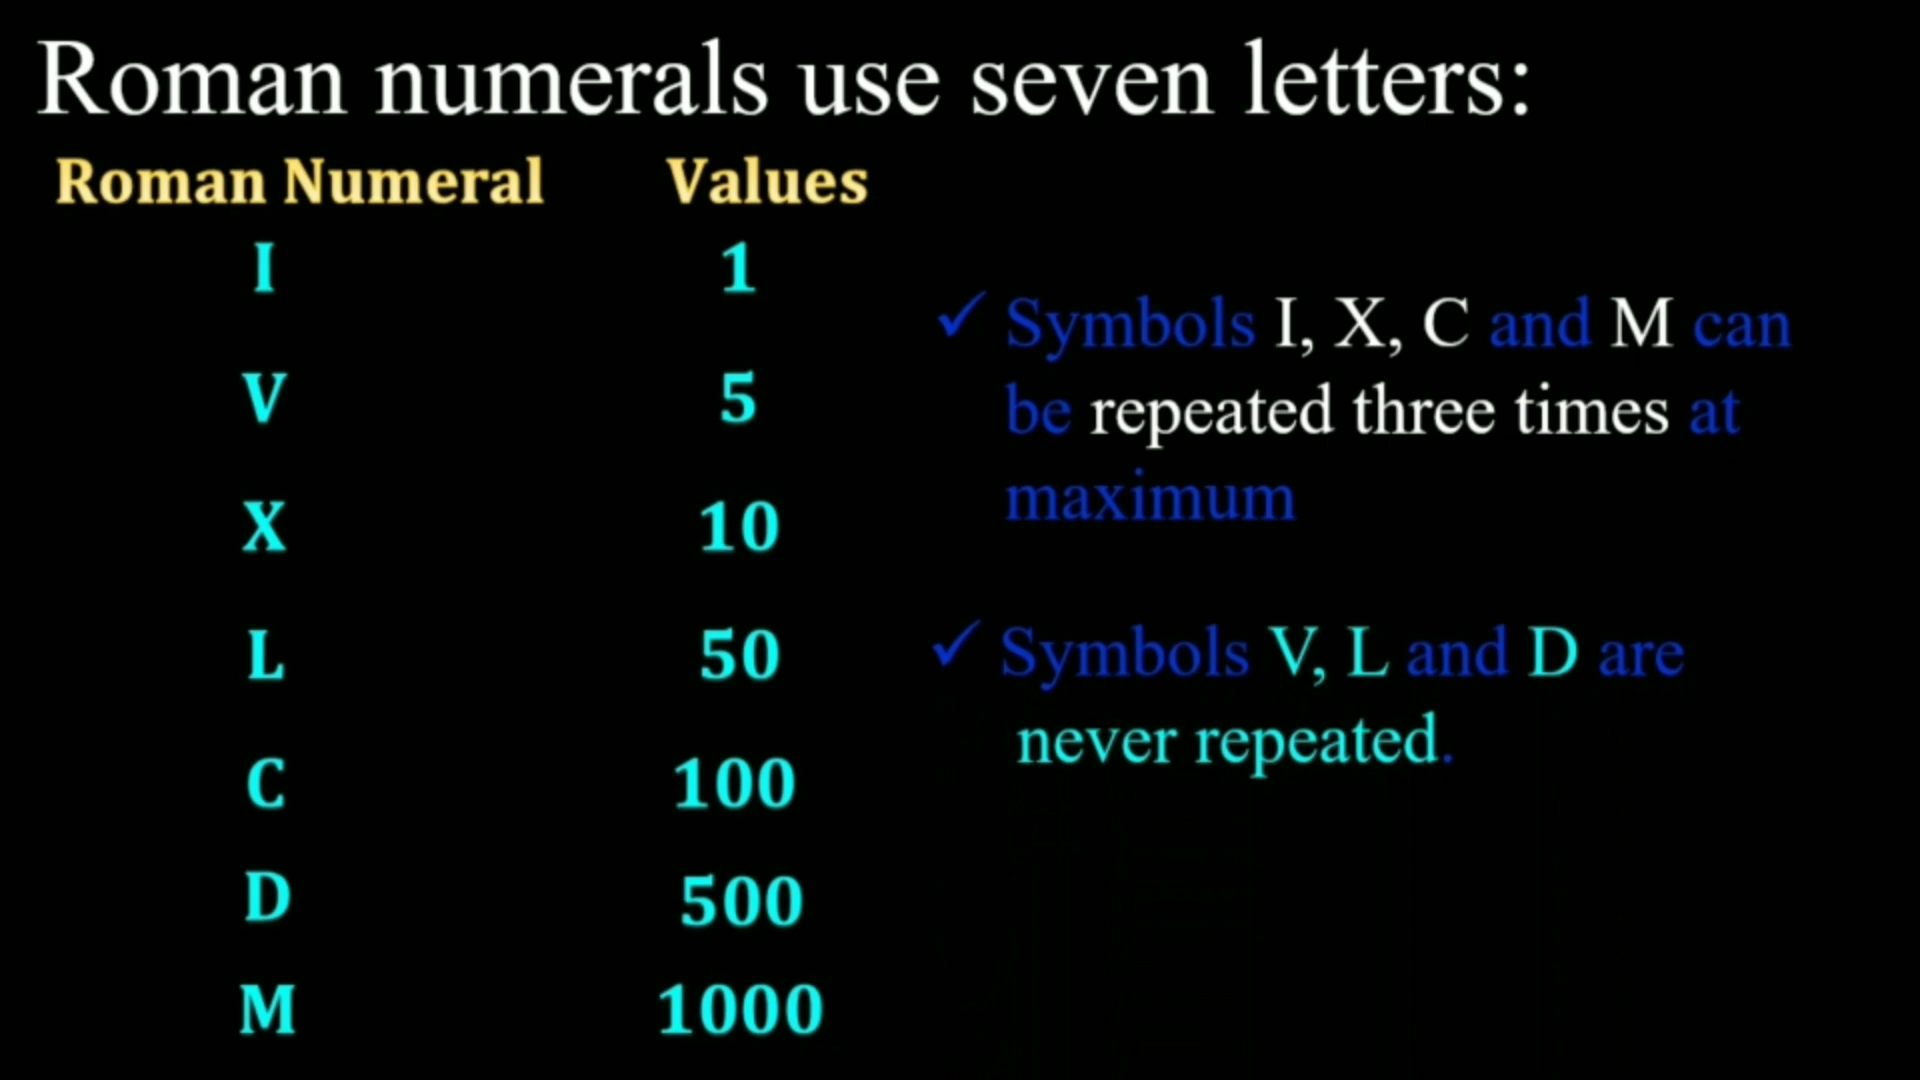 Roman numerals use seven letters:
Roman Numeral Values
I 1
V 5
X 10
L 50
C 100
D 500
M 1000
✓ Symbols I, X, C and M can
be repeated three times at
maximum
✓ Symbols V, L and D are
never repeated.